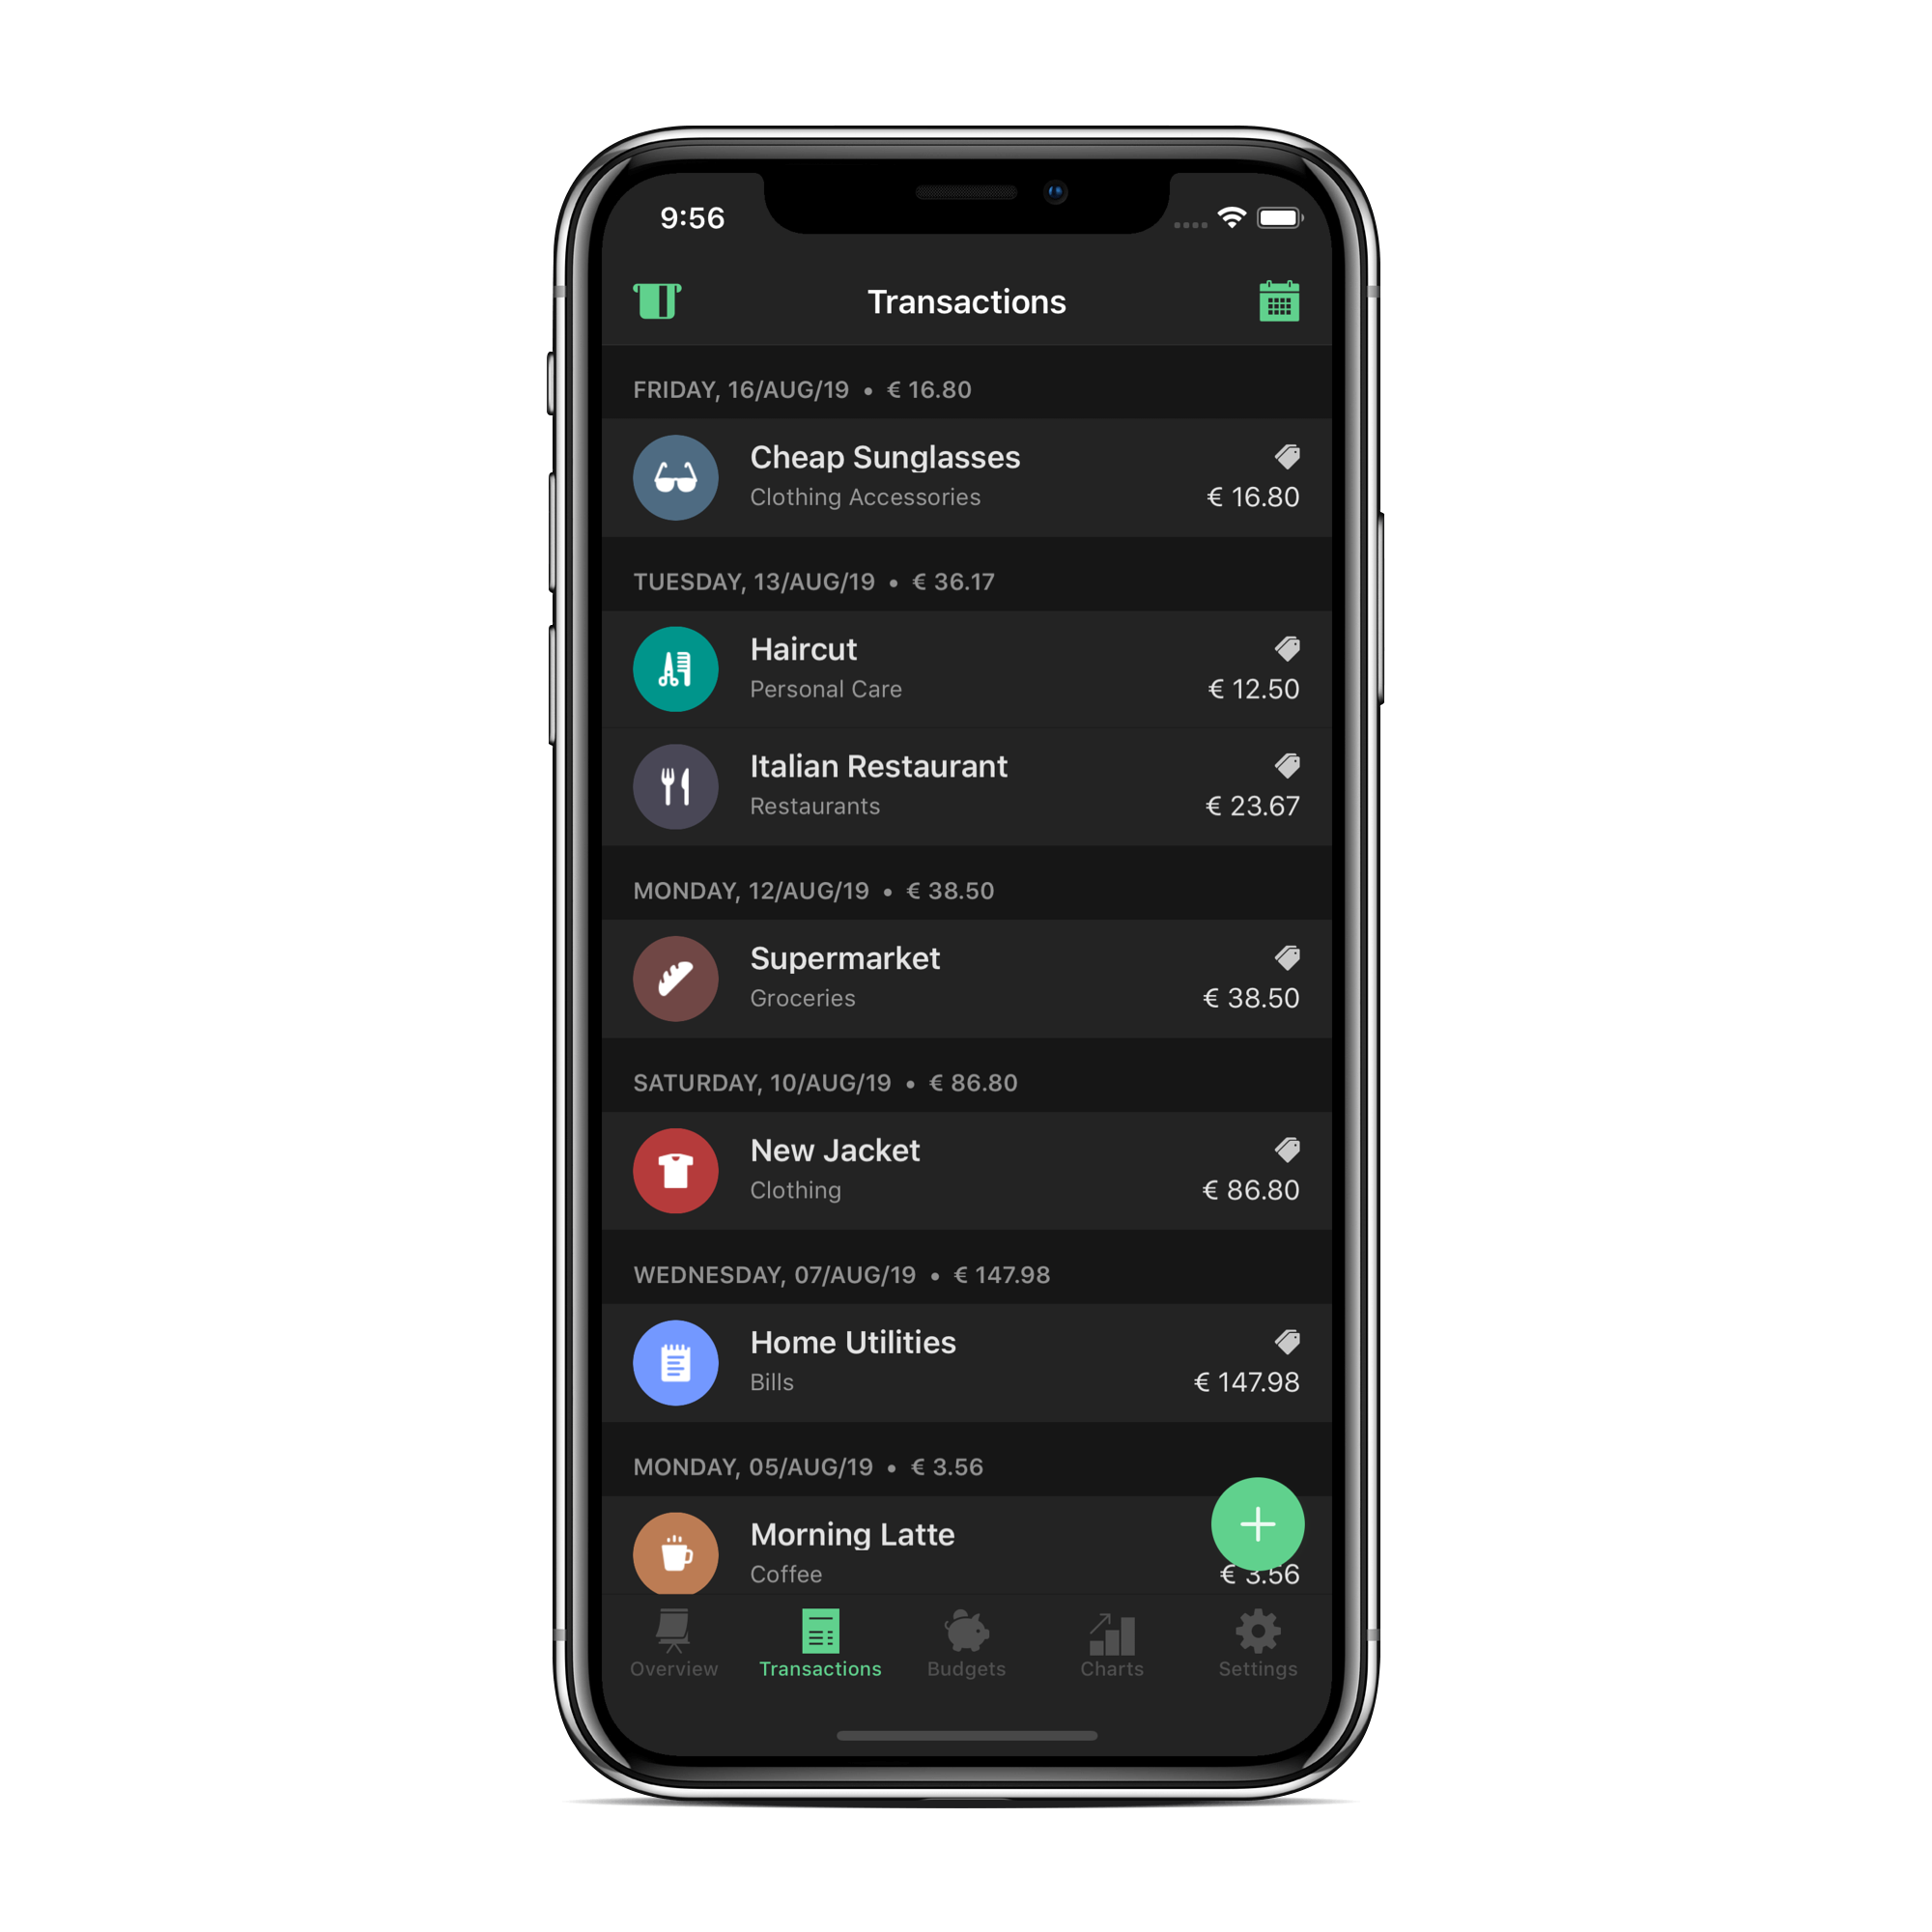 9:56
Transactions
FRIDAY, 16/AUG/19 • € 16.80
Cheap Sunglasses
Clothing Accessories € 16.80
TUESDAY, 13/AUG/19 • € 36.17
Haircut
Personal Care € 12.50
Italian Restaurant
Restaurants € 23.67
MONDAY, 12/AUG/19 • € 38.50
Supermarket
Groceries € 38.50
SATURDAY, 10/AUG/19 • € 86.80
New Jacket
Clothing € 86.80
WEDNESDAY, 07/AUG/19 • € 147.98
Home Utilities
Bills € 147.98
MONDAY, 05/AUG/19 • € 3.56
Morning Latte
Coffee € 3.56
Overview Transactions Budgets Charts Settings